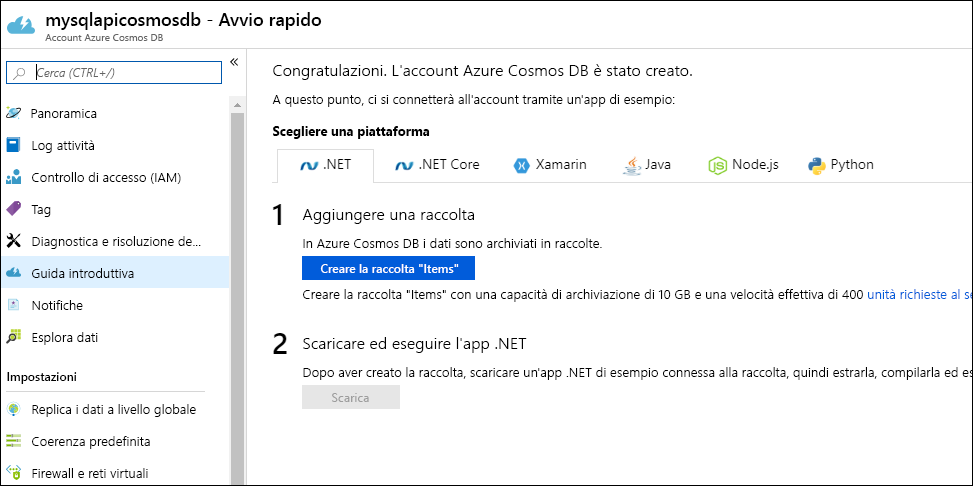 mysqlapicosmosdb - Avvio rapido
Account Azure Cosmos DB
Cerca (CTRL+/)
«
Panoramica
Log attività
Controllo di accesso (IAM)
Tag
Diagnostica e risoluzione de...
Guida introduttiva
Notifiche
Esplora dati
Impostazioni
Replica i dati a livello globale
Coerenza predefinita
Firewall e reti virtuali
Congratulazioni. L'account Azure Cosmos DB è stato creato.
A questo punto, ci si connetterà all'account tramite un'app di esempio:
Scegliere una piattaforma
.NET
.NET Core
Xamarin
Java
Node.js
Python
1 Aggiungere una raccolta
In Azure Cosmos DB i dati sono archiviati in raccolte.
Creare la raccolta "Items"
Creare la raccolta "Items" con una capacità di archiviazione di 10 GB e una velocità effettiva di 400 unità richieste al se
2 Scaricare ed eseguire l'app .NET
Dopo aver creato la raccolta, scaricare un'app .NET di esempio connessa alla raccolta, quindi estrarla, compilarla ed es
Scarica